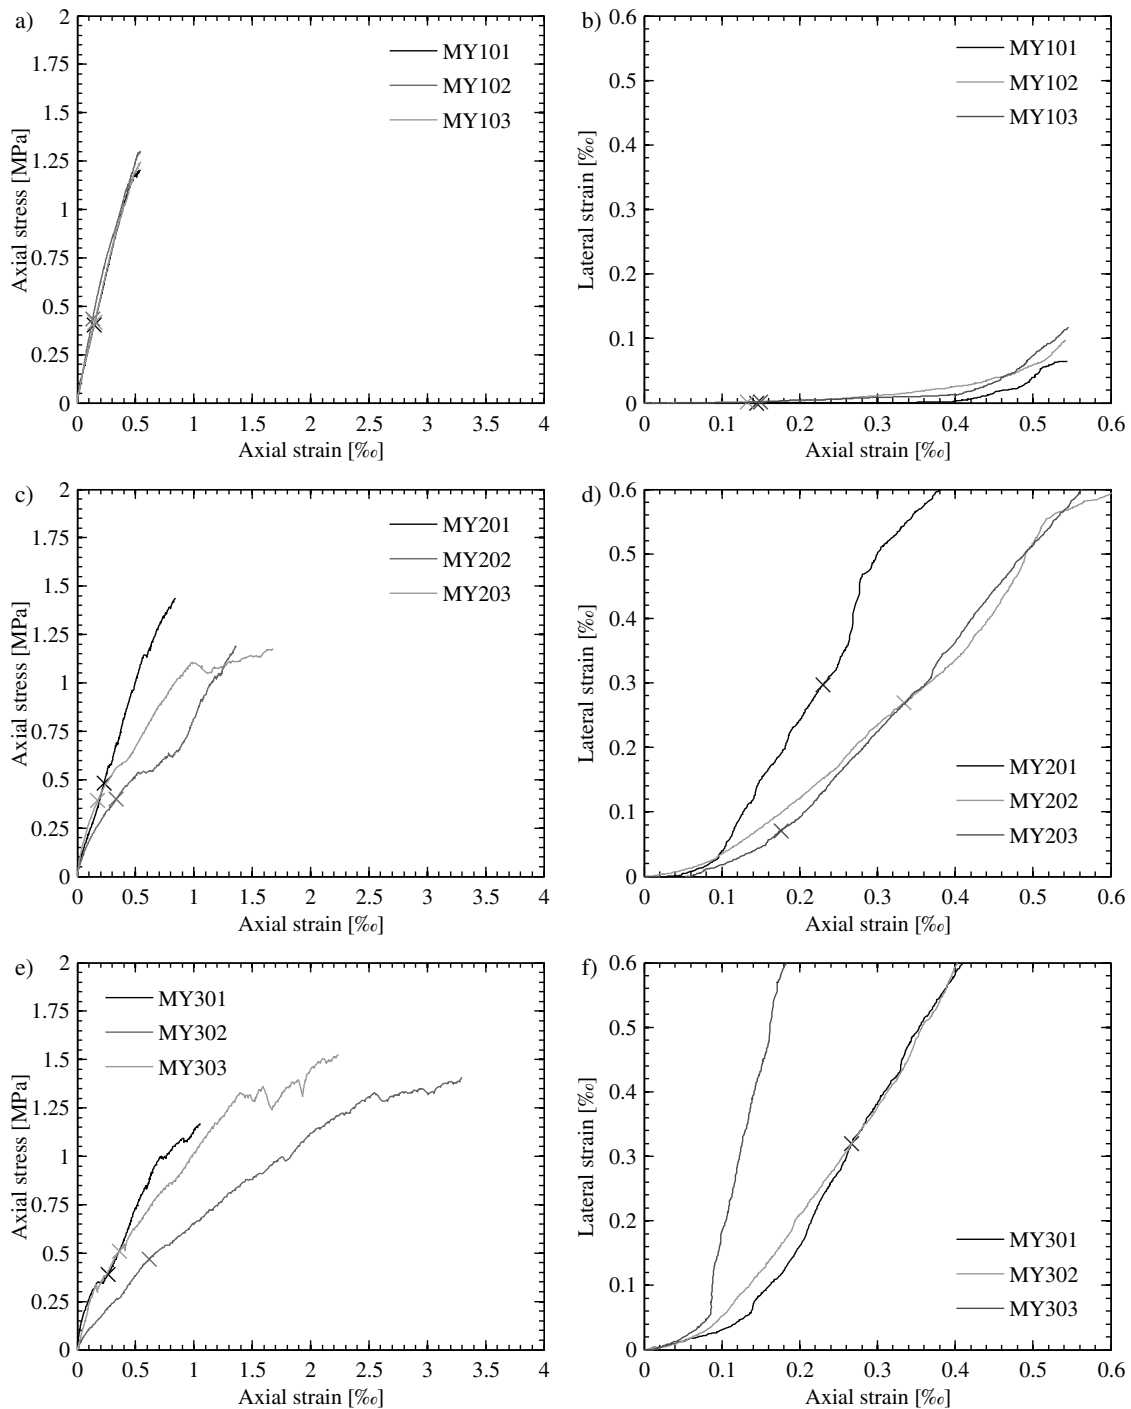 a)
2
1.75
1.5
1.25
1
0.75
0.5
0.25
0
Axial stress [MPa]
MY101
MY102
MY103
0 0.5 1 1.5 2 2.5 3 3.5 4
Axial strain [‰]
b)
0.6
0.5
0.4
0.3
0.2
0.1
0
Lateral strain [‰]
MY101
MY102
MY103
0 0.1 0.2 0.3 0.4 0.5 0.6
Axial strain [‰]
c)
2
1.75
1.5
1.25
1
0.75
0.5
0.25
0
Axial stress [MPa]
MY201
MY202
MY203
0 0.5 1 1.5 2 2.5 3 3.5 4
Axial strain [‰]
d)
0.6
0.5
0.4
0.3
0.2
0.1
0
Lateral strain [‰]
MY201
MY202
MY203
0 0.1 0.2 0.3 0.4 0.5 0.6
Axial strain [‰]
e)
2
1.75
1.5
1.25
1
0.75
0.5
0.25
0
Axial stress [MPa]
MY301
MY302
MY303
0 0.5 1 1.5 2 2.5 3 3.5 4
Axial strain [‰]
f)
0.6
0.5
0.4
0.3
0.2
0.1
0
Lateral strain [‰]
MY301
MY302
MY303
0 0.1 0.2 0.3 0.4 0.5 0.6
Axial strain [‰]